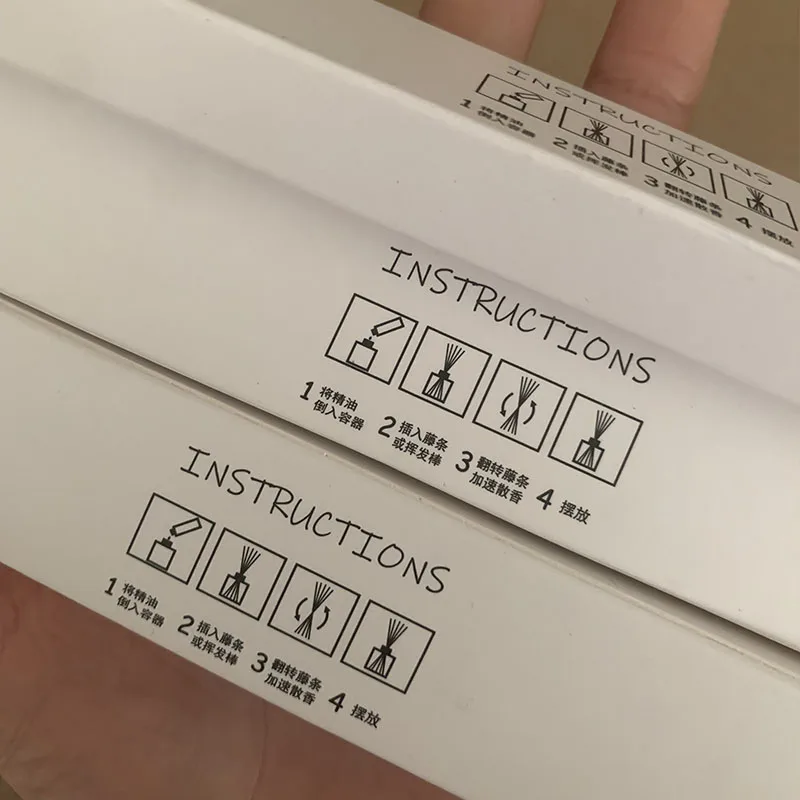 INSTRUCTIONS
1 将精油
倒入容器
2 插入藤条
或挥发棒
3 翻转藤条
加速散香
4 摆放
INSTRUCTIONS
1 将精油
倒入容器
2 插入藤条
或挥发棒
3 翻转藤条
加速散香
4 摆放
INSTRUCTIONS
1 将精油
倒入容器
2 插入藤条
或挥发棒
3 翻转藤条
加速散香
4 摆放